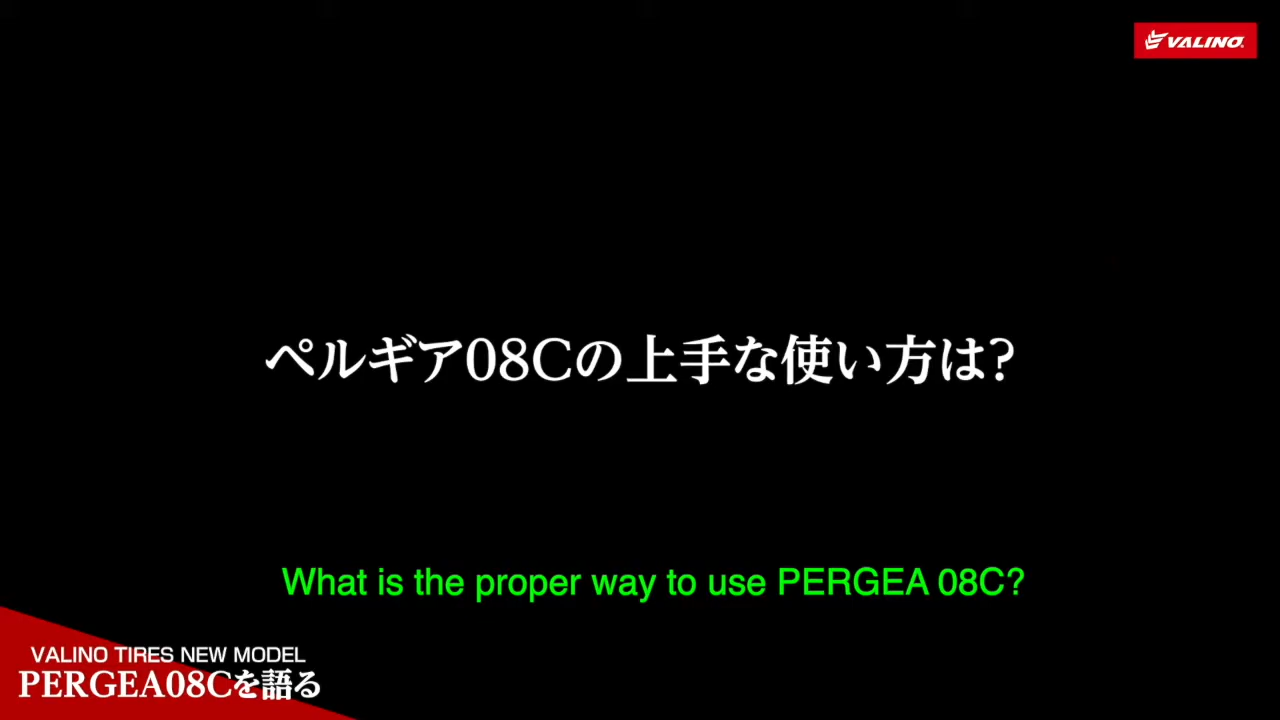 VALINO
ペルギア08Cの上手な使い方は?
What is the proper way to use PERGEA 08C?
VALINO TIRES NEW MODEL
PERGEA08Cを語る